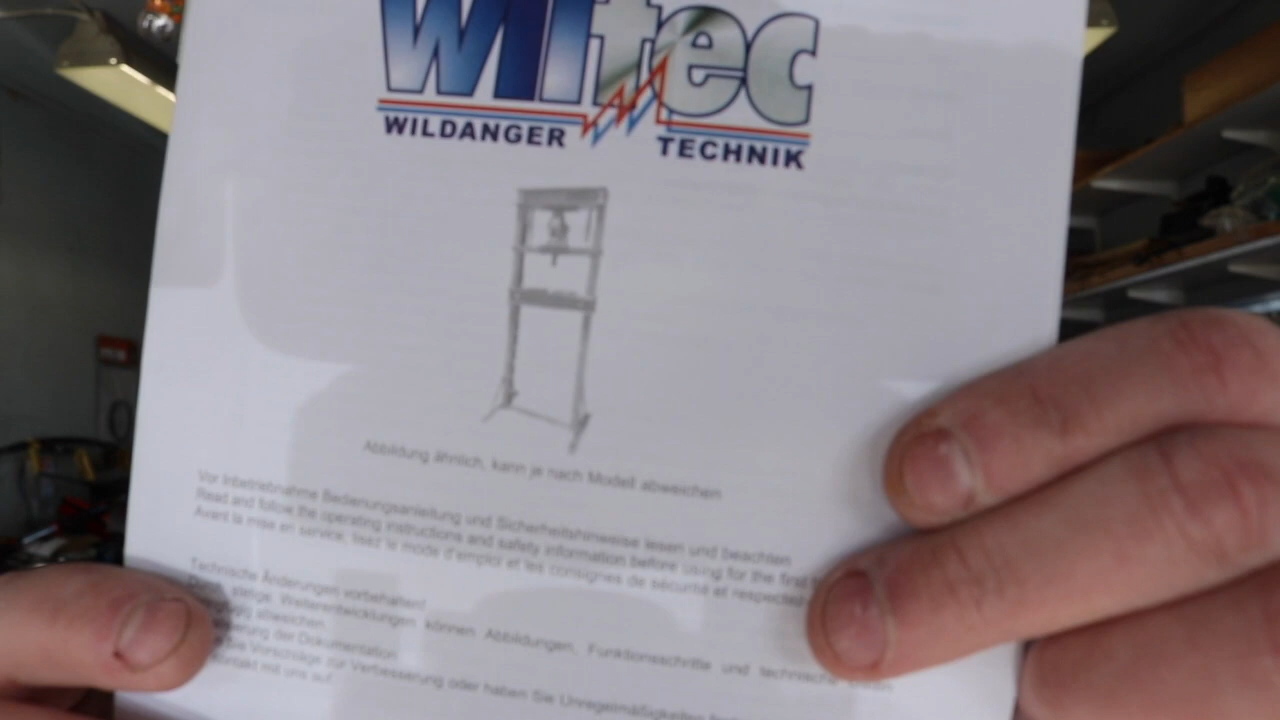 wiltec
WILDANGER TECHNIK
Abbildung ähnlich, kann je nach Modell abweichen
Vor Inbetriebnahme Bedienungsanleitung und Sicherheitshinweise lesen und beachten
Read and follow the operating instructions and safety information before using for the first
Avant la mise en service, lisez le mode d'emploi et les consignes de sécurité et respectez
Technische Änderungen vorbehalten!
stetige Weiterentwicklungen können Abbildungen, Funktionsschritte und technische
abweichen.
der Dokumentation
Vorschläge zur Verbesserung oder haben Sie Unregelmäßigkeiten
mit uns auf